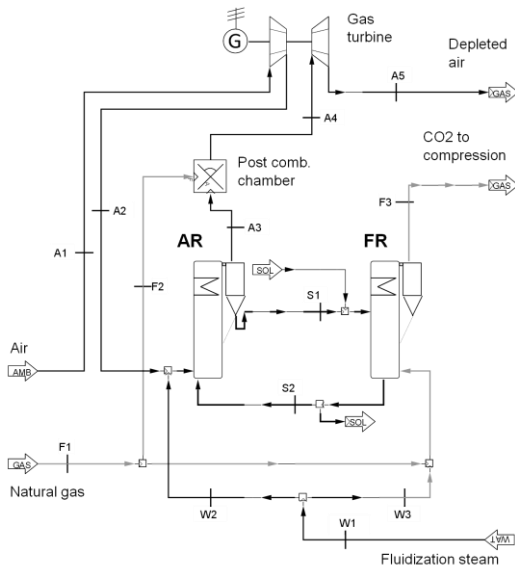 Gas
turbine
G
Depleted
air
A5
GAS
A4
CO2 to
compression
Post comb.
chamber
F3
A2
A3
AR
FR
A1
SOL
F2
S1
Air
AMB
S2
SOL
F1
GAS
Natural gas
W2
W3
W1
WAT
Fluidization steam
GAS